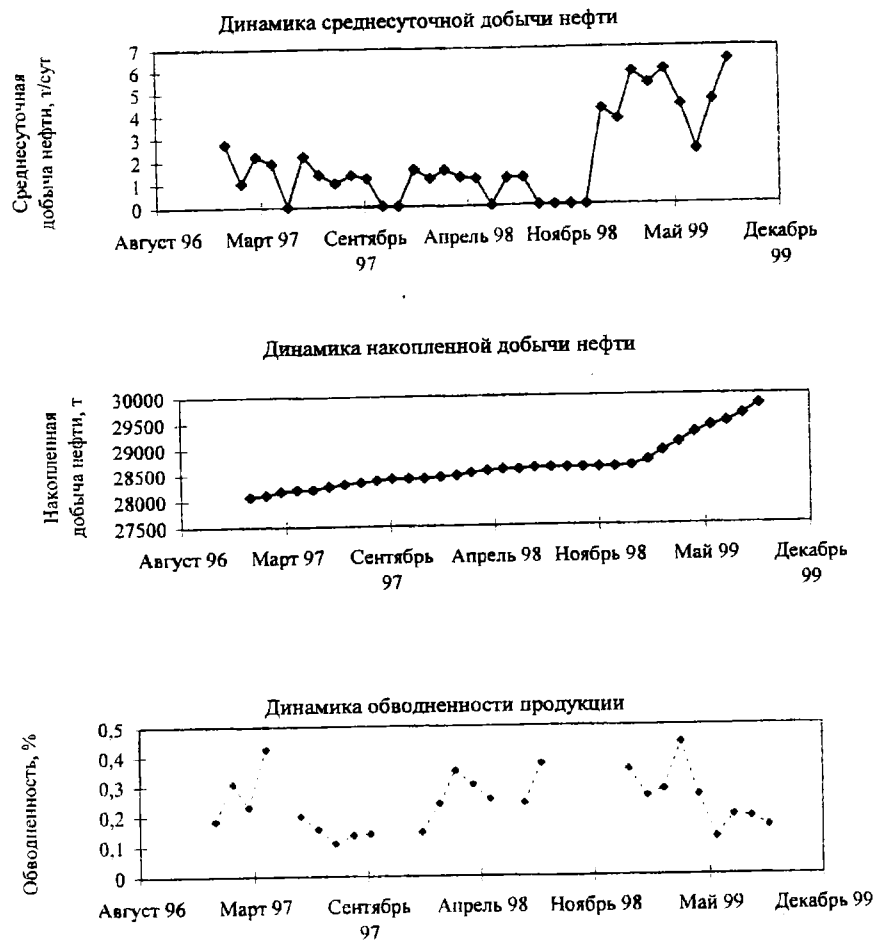 Динамика среднесуточной добычи нефти
Среднесуточная
добыча нефти, т/сут
7
6
5
4
3
2
1
0
Август 96
Март 97
Сентябрь
97
Апрель 98
Ноябрь 98
Май 99
Декабрь
99
Динамика накопленной добычи нефти
Накопленная
добыча нефти, т
30000
29500
29000
28500
28000
27500
Август 96
Март 97
Сентябрь
97
Апрель 98
Ноябрь 98
Май 99
Декабрь
99
Динамика обводненности продукции
Обводненность, %
0,5
0,4
0,3
0,2
0,1
0
Август 96
Март 97
Сентябрь
97
Апрель 98
Ноябрь 98
Май 99
Декабрь 99